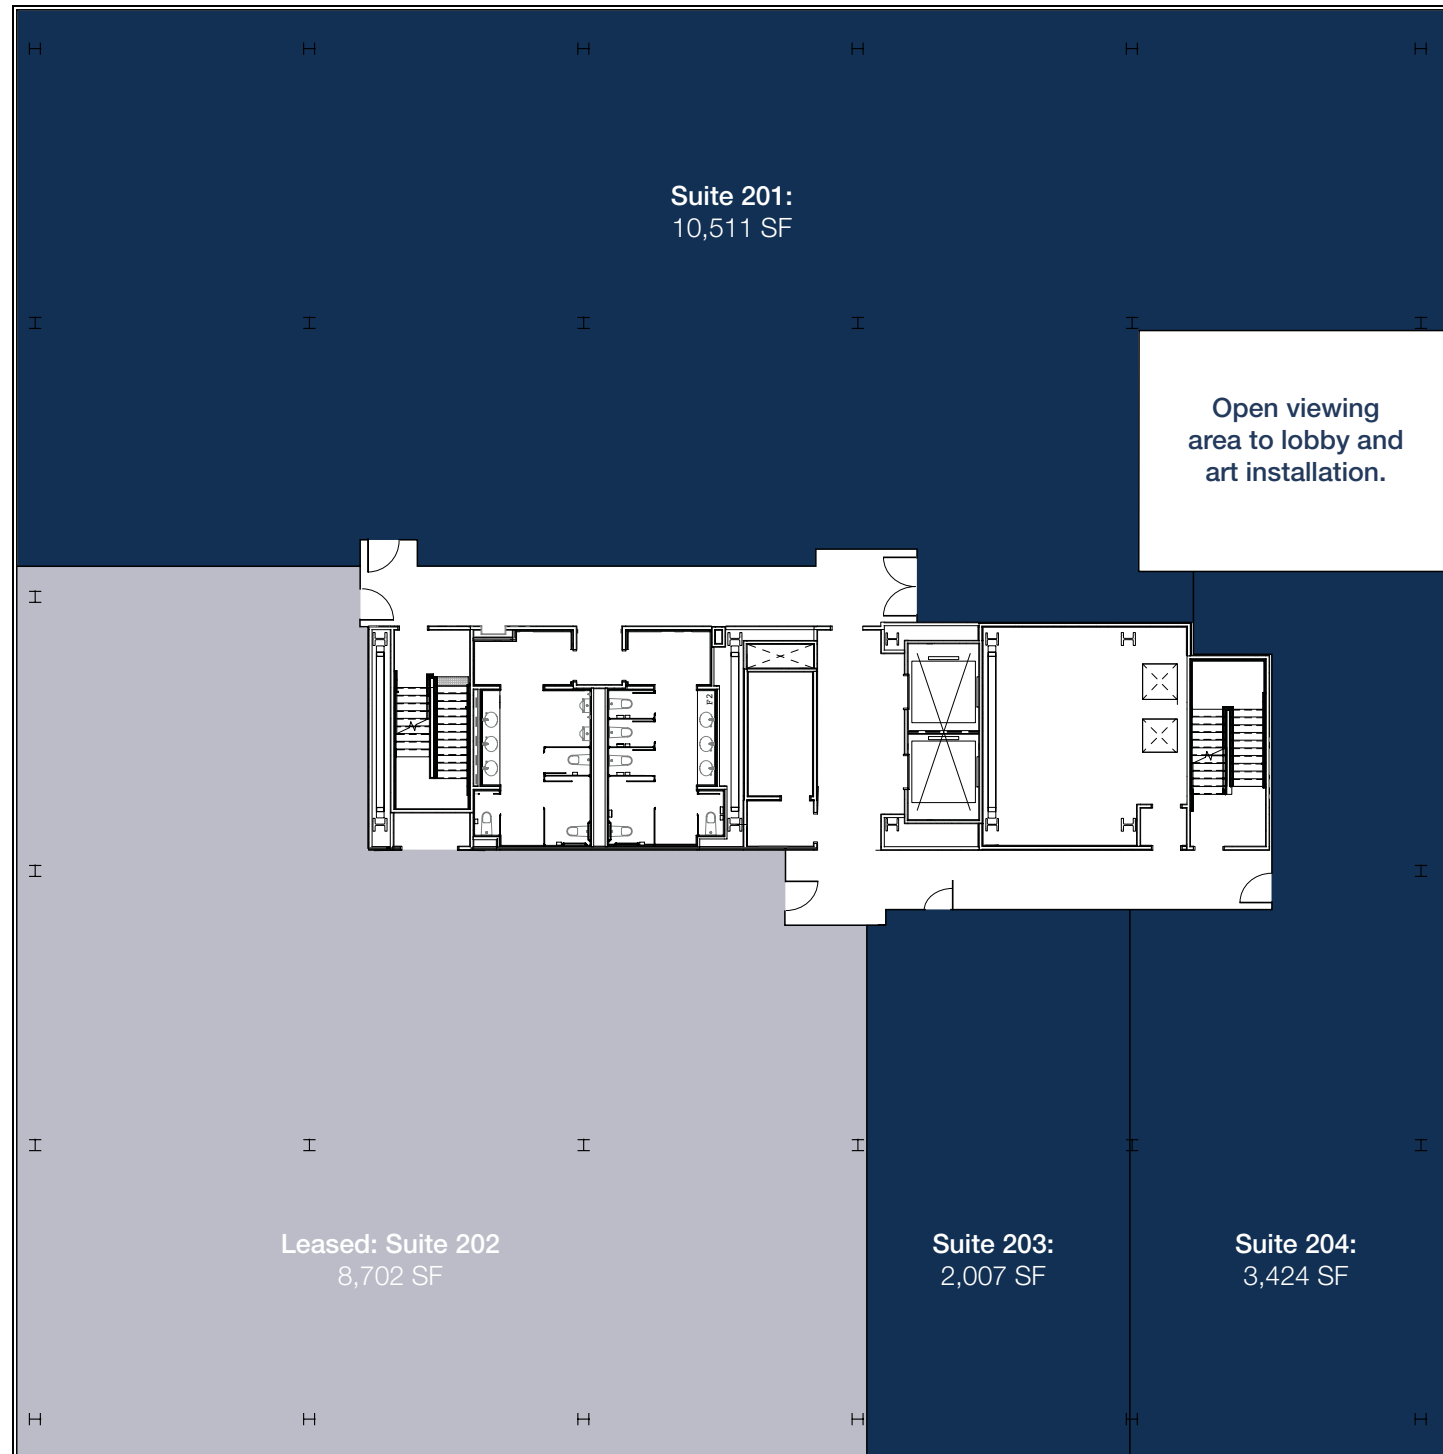 Suite 201:
10,511 SF
Open viewing
area to lobby and
art installation.
F2
Leased: Suite 202
8,702 SF
Suite 203:
2,007 SF
Suite 204:
3,424 SF